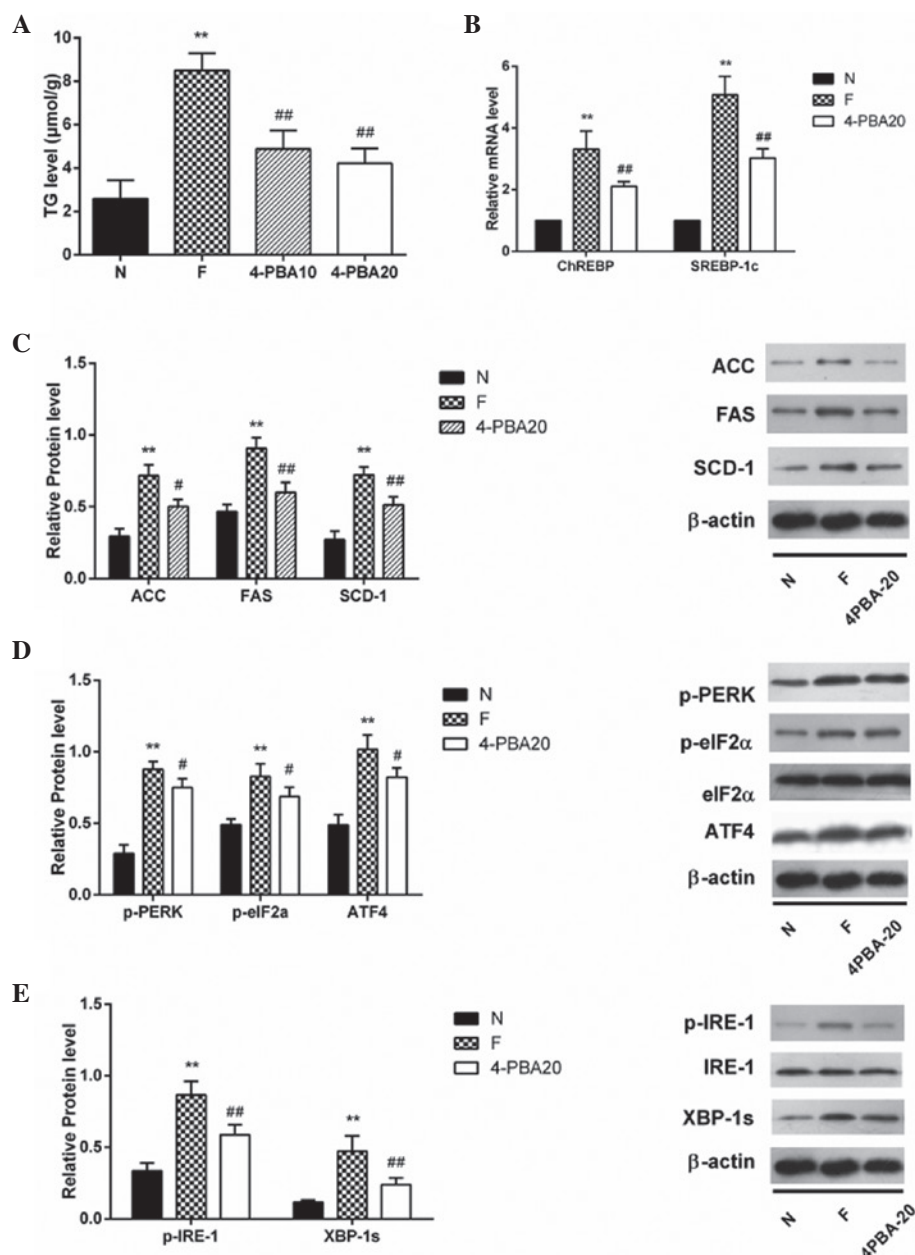 A
TG level (μmol/g)
10
8
6
4
2
0
**
##
##
N F 4-PBA10 4-PBA20
B
Relative mRNA level
6
4
2
0
**
##
**
##
ChREBP SREBP-1c
N
F
4-PBA20
C
Relative Protein level
1.5
1.0
0.5
0.0
**
#
**
##
**
##
ACC FAS SCD-1
N
F
4-PBA20
ACC
FAS
SCD-1
β-actin
N F 4PBA-20
D
Relative Protein level
1.5
1.0
0.5
0.0
**
#
**
#
**
#
p-PERK p-eIF2a ATF4
N
F
4-PBA20
p-PERK
p-eIF2α
eIF2α
ATF4
β-actin
N F 4PBA-20
E
Relative Protein level
1.5
1.0
0.5
0.0
**
##
**
##
p-IRE-1 XBP-1s
N
F
4-PBA20
p-IRE-1
IRE-1
XBP-1s
β-actin
N F 4PBA-20